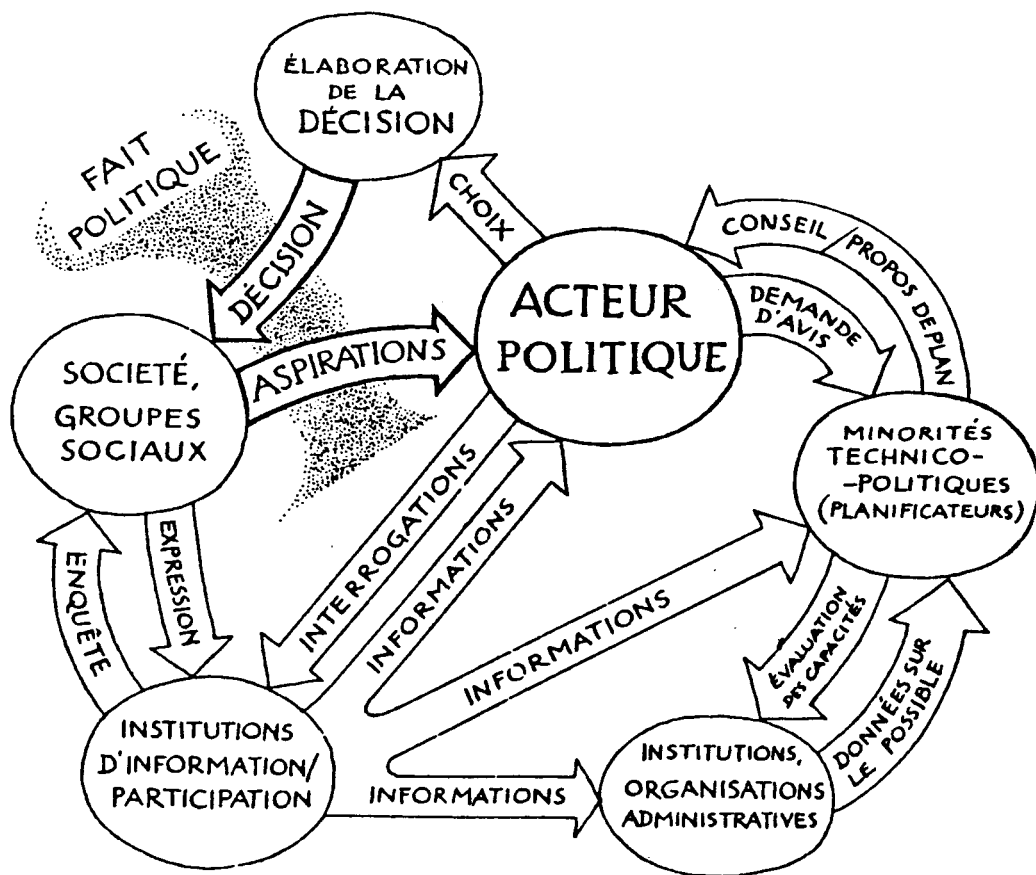 ÉLABORATION
DE LA
DÉCISION
FAIT
POLITIQUE
CHOIX
DÉCISION
CONSEIL / PROPOS DE PLAN
ACTEUR
POLITIQUE
DEMANDE
D'AVIS
ASPIRATIONS
SOCIETÉ,
GROUPES
SOCIAUX
MINORITÉS
TECHNICO-
-POLITIQUES
(PLANIFICATEURS)
ENQUÊTE
EXPRESSION
INTERROGATIONS
INFORMATIONS
INFORMATIONS
ÉVALUATION
DES CAPACITÉS
DONNÉES SUR
LE POSSIBLE
INSTITUTIONS
D'INFORMATION/
PARTICIPATION
INFORMATIONS
INSTITUTIONS,
ORGANISATIONS
ADMINISTRATIVES